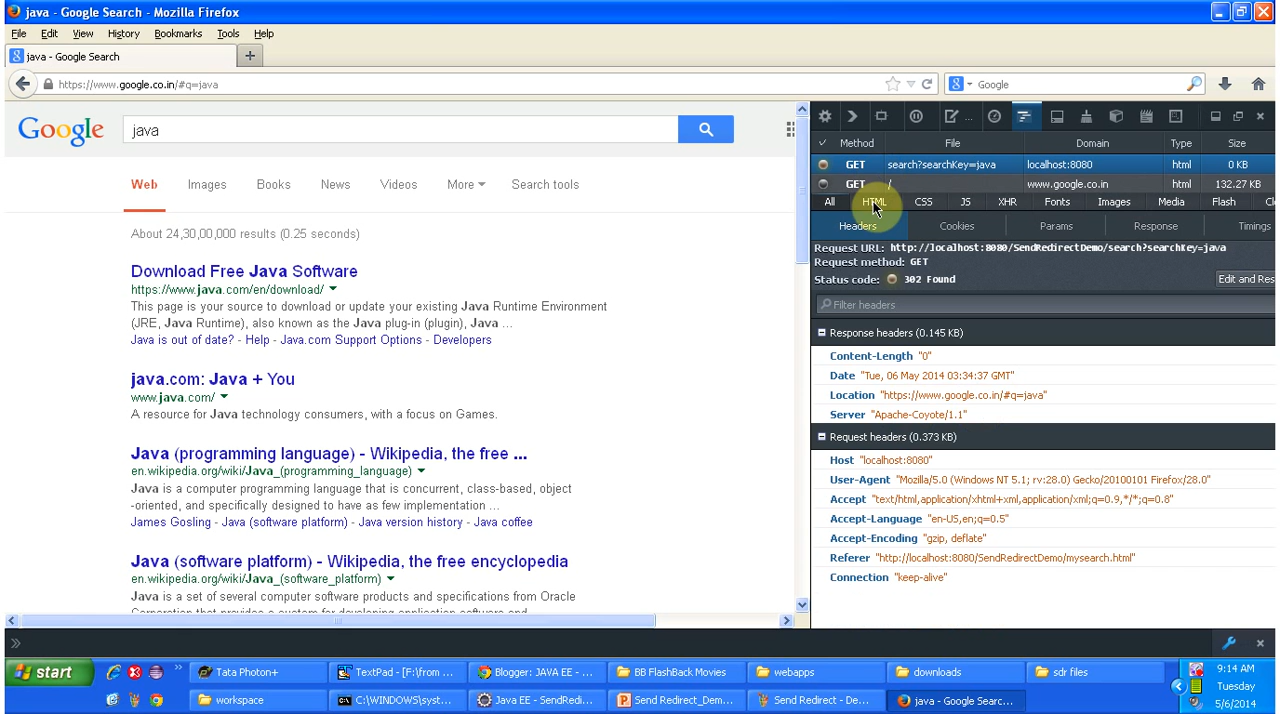 java - Google Search - Mozilla Firefox
File Edit View History Bookmarks Tools Help
java - Google Search
https://www.google.co.in/#q=java
Google
Google
java
Web Images Books News Videos More Search tools
About 24,30,00,000 results (0.25 seconds)
Download Free Java Software
https://www.java.com/en/download/
This page is your source to download or update your existing Java Runtime Environment
(JRE, Java Runtime), also known as the Java plug-in (plugin), Java ...
Java is out of date? - Help - Java.com Support Options - Developers
java.com: Java + You
www.java.com/
A resource for Java technology consumers, with a focus on Games.
Java (programming language) - Wikipedia, the free ...
en.wikipedia.org/wiki/Java_(programming_language)
Java is a computer programming language that is concurrent, class-based, object
-oriented, and specifically designed to have as few implementation ...
James Gosling - Java (software platform) - Java version history - Java coffee
Java (software platform) - Wikipedia, the free encyclopedia
en.wikipedia.org/wiki/Java_(software_platform)
Java is a set of several computer software products and specifications from Oracle
Corporation that provides a system for developing application software and
Method File Domain Type Size
GET search?searchKey=java localhost:8080 html 0 KB
GET / www.google.co.in html 132.27 KB
All HTML CSS JS XHR Fonts Images Media Flash
Headers Cookies Params Response Timings
Request URL: http://localhost:8080/SendRedirectDemo/search?searchKey=java
Request method: GET
Status code: 302 Found Edit and Res
Filter headers
Response headers (0.145 KB)
Content-Length "0"
Date "Tue, 06 May 2014 03:34:37 GMT"
Location "https://www.google.co.in/#q=java"
Server "Apache-Coyote/1.1"
Request headers (0.373 KB)
Host "localhost:8080"
User-Agent "Mozilla/5.0 (Windows NT 5.1; rv:28.0) Gecko/20100101 Firefox/28.0"
Accept "text/html,application/xhtml+xml,application/xml;q=0.9,*/*;q=0.8"
Accept-Language "en-US,en;q=0.5"
Accept-Encoding "gzip, deflate"
Referer "http://localhost:8080/SendRedirectDemo/mysearch.html"
Connection "keep-alive"
start Tata Photon+ TextPad - [F:\from ... Blogger: JAVA EE - ... BB FlashBack Movies webapps downloads sdr files
workspace C:\WINDOWS\syst... Java EE - SendRedi... Send Redirect_Dem... Send Redirect - De... java - Google Searc...
9:14 AM
Tuesday
5/6/2014